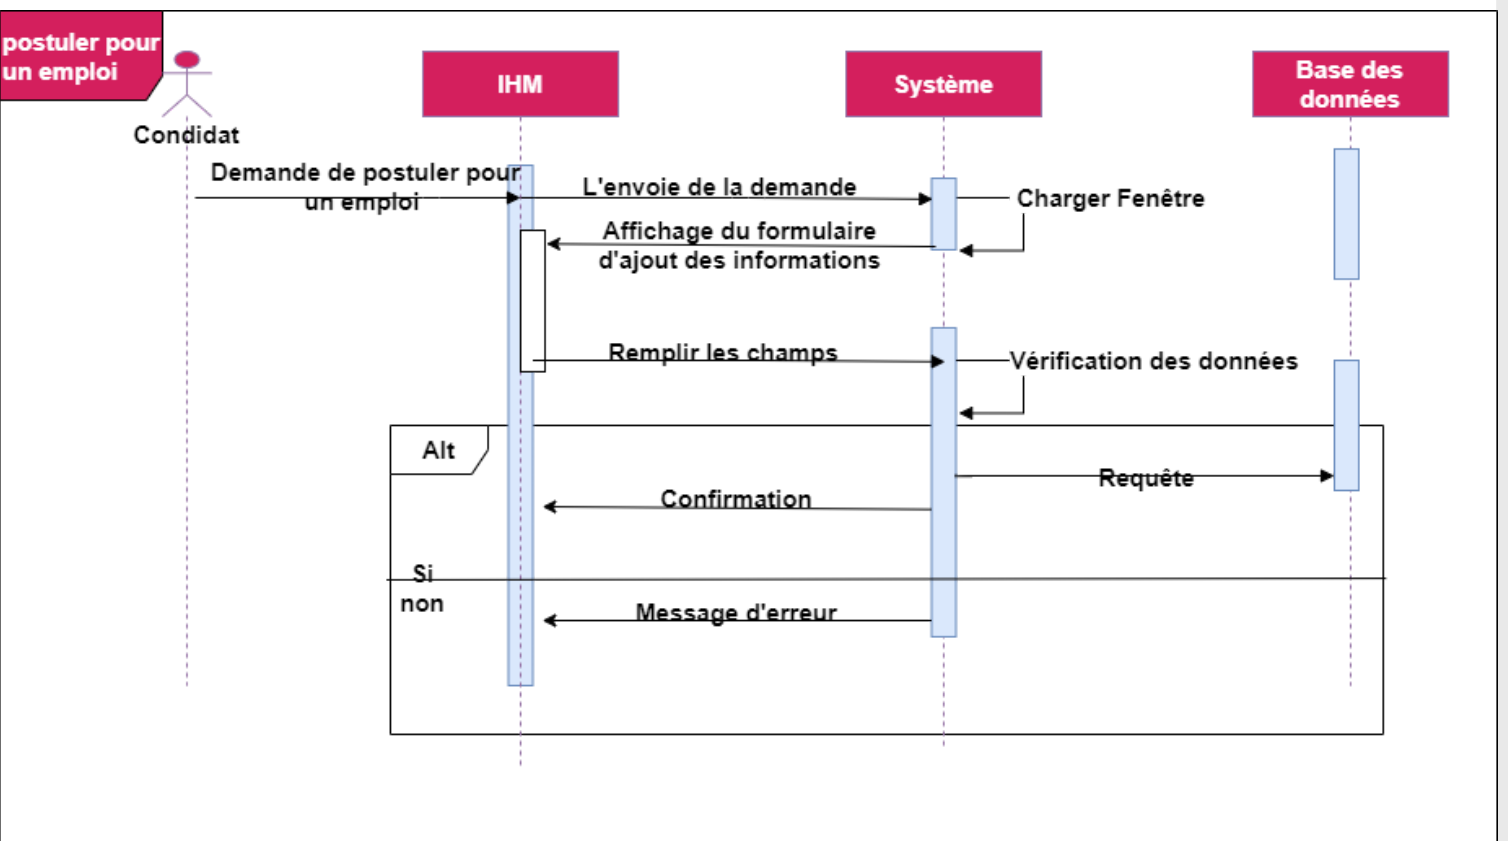 postuler pour
un emploi
Condidat
IHM
Système
Base des
données
Demande de postuler pour
un emploi
L'envoie de la demande
Charger Fenêtre
Affichage du formulaire
d'ajout des informations
Remplir les champs
Vérification des données
Alt
Requête
Confirmation
Si
non
Message d'erreur